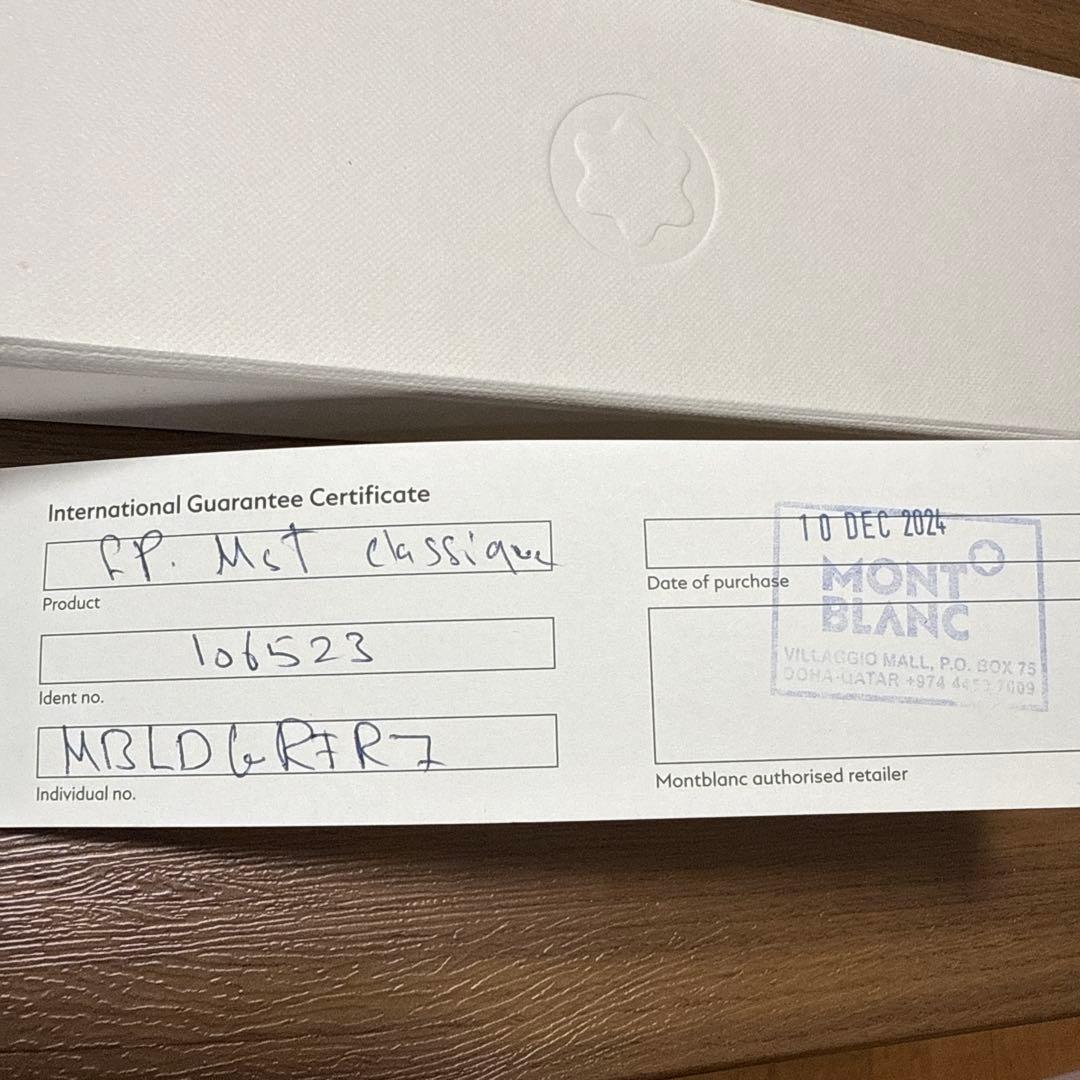 International Guarantee Certificate
FP. Mst classique
Product
106523
Ident no.
Individual no.
10 DEC 2024
Date of purchase
MONT
BLANC
VILLAGGIO MALL, P.O. BOX 75
DOHA-QATAR +974
Montblanc authorised retailer